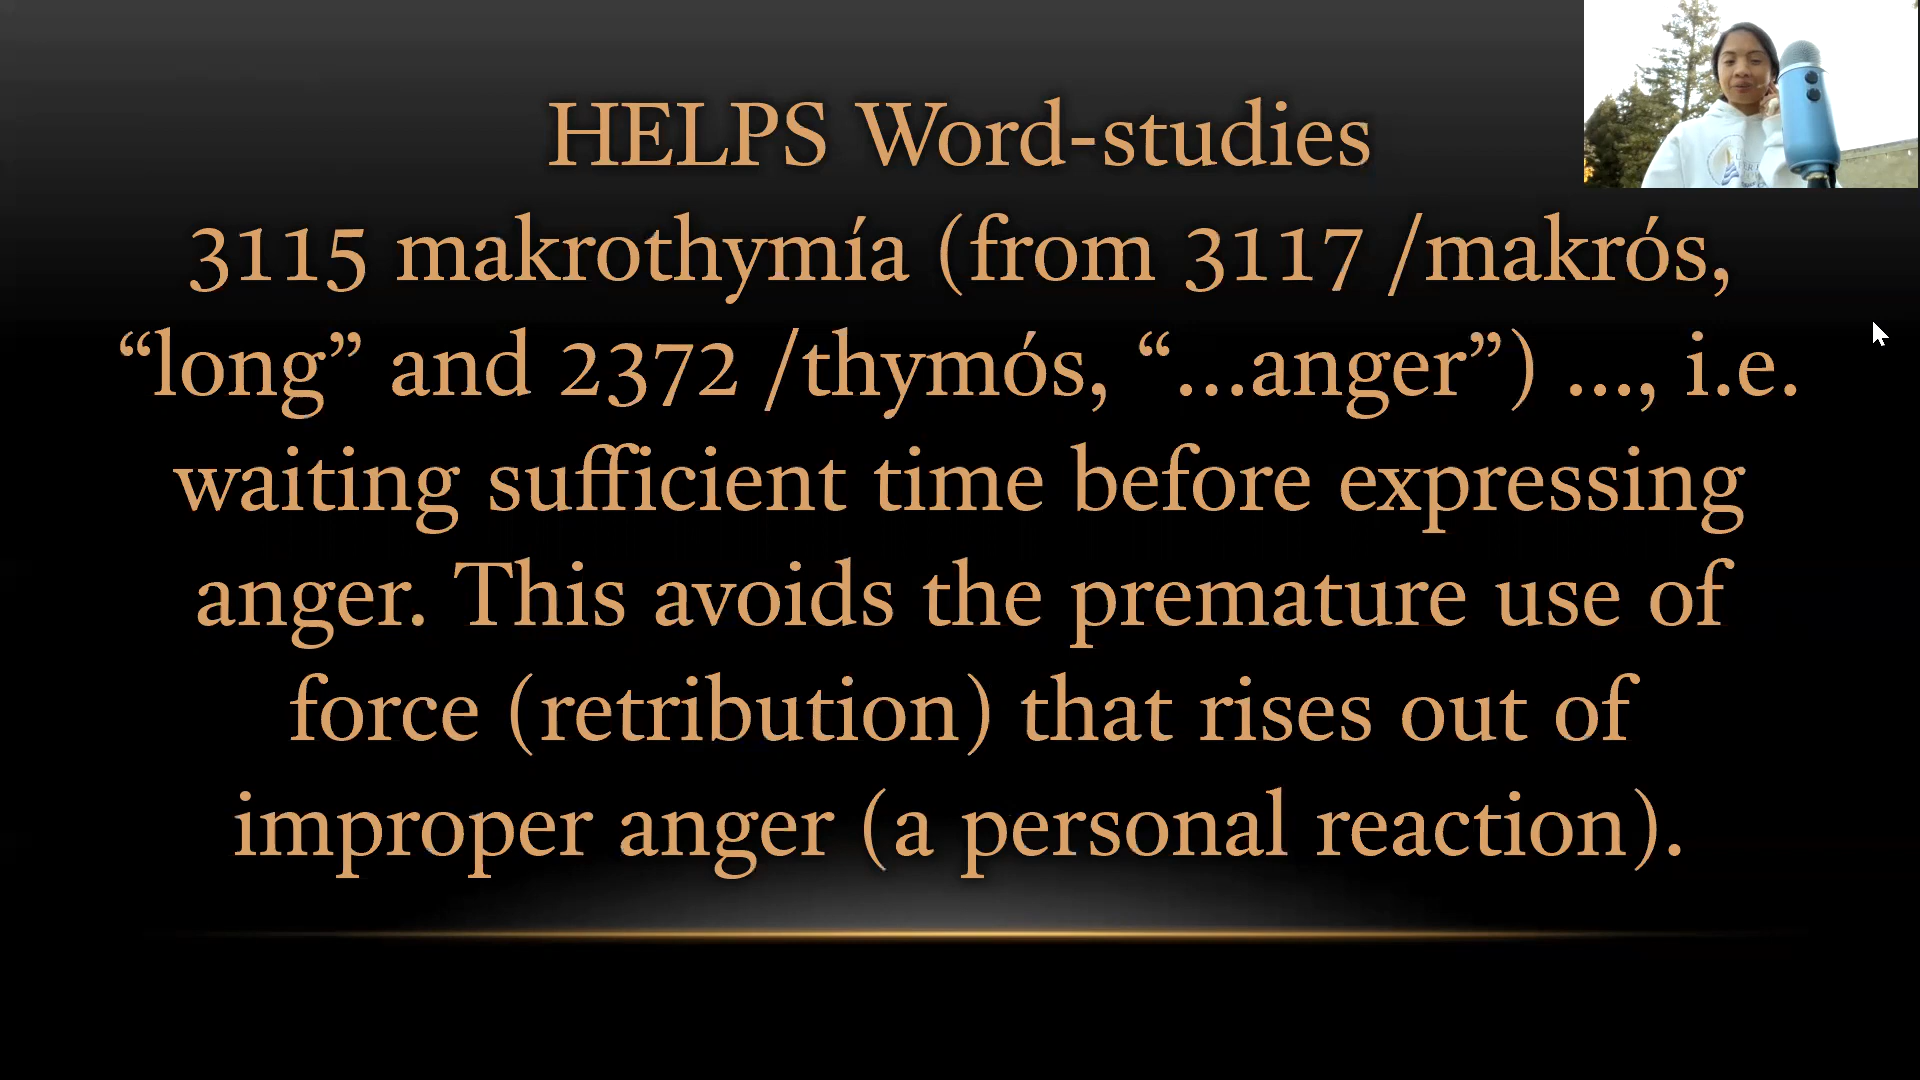 HELPS Word-studies
3115 makrothymía (from 3117 /makrós,
“long” and 2372 /thymós, “…anger”) …, i.e.
waiting sufficient time before expressing
anger. This avoids the premature use of
force (retribution) that rises out of
improper anger (a personal reaction).